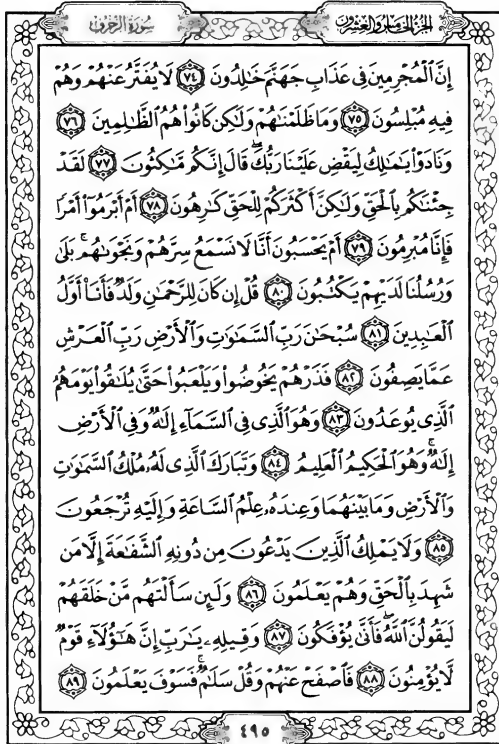 الجزء الخامس والعشرون
سورة الزخرف
إِنَّ ٱلْمُجْرِمِينَ فِى عَذَابِ جَهَنَّمَ خَٰلِدُونَ ٧٤ لَا يُفَتَّرُ عَنْهُمْ وَهُمْ
فِيهِ مُبْلِسُونَ ٧٥ وَمَا ظَلَمْنَٰهُمْ وَلَٰكِن كَانُوا۟ هُمُ ٱلظَّٰلِمِينَ ٧٦
وَنَادَوْا۟ يَٰمَٰلِكُ لِيَقْضِ عَلَيْنَا رَبُّكَ ۖ قَالَ إِنَّكُم مَّٰكِثُونَ ٧٧ لَقَدْ
جِئْنَٰكُم بِٱلْحَقِّ وَلَٰكِنَّ أَكْثَرَكُمْ لِلْحَقِّ كَٰرِهُونَ ٧٨ أَمْ أَبْرَمُوٓا۟ أَمْرًا
فَإِنَّا مُبْرِمُونَ ٧٩ أَمْ يَحْسَبُونَ أَنَّا لَا نَسْمَعُ سِرَّهُمْ وَنَجْوَىٰهُم ۚ بَلَىٰ
وَرُسُلُنَا لَدَيْهِمْ يَكْتُبُونَ ٨٠ قُلْ إِن كَانَ لِلرَّحْمَٰنِ وَلَدٌ فَأَنَا۠ أَوَّلُ
ٱلْعَٰبِدِينَ ٨١ سُبْحَٰنَ رَبِّ ٱلسَّمَٰوَٰتِ وَٱلْأَرْضِ رَبِّ ٱلْعَرْشِ
عَمَّا يَصِفُونَ ٨٢ فَذَرْهُمْ يَخُوضُوا۟ وَيَلْعَبُوا۟ حَتَّىٰ يُلَٰقُوا۟ يَوْمَهُمُ
ٱلَّذِى يُوعَدُونَ ٨٣ وَهُوَ ٱلَّذِى فِى ٱلسَّمَآءِ إِلَٰهٌ وَفِى ٱلْأَرْضِ
إِلَٰهٌ ۚ وَهُوَ ٱلْحَكِيمُ ٱلْعَلِيمُ ٨٤ وَتَبَارَكَ ٱلَّذِى لَهُۥ مُلْكُ ٱلسَّمَٰوَٰتِ
وَٱلْأَرْضِ وَمَا بَيْنَهُمَا وَعِندَهُۥ عِلْمُ ٱلسَّاعَةِ وَإِلَيْهِ تُرْجَعُونَ
٨٥ وَلَا يَمْلِكُ ٱلَّذِينَ يَدْعُونَ مِن دُونِهِ ٱلشَّفَٰعَةَ إِلَّا مَن
شَهِدَ بِٱلْحَقِّ وَهُمْ يَعْلَمُونَ ٨٦ وَلَئِن سَأَلْتَهُم مَّنْ خَلَقَهُمْ
لَيَقُولُنَّ ٱللَّهُ ۖ فَأَنَّىٰ يُؤْفَكُونَ ٨٧ وَقِيلِهِۦ يَٰرَبِّ إِنَّ هَٰٓؤُلَآءِ قَوْمٌ
لَّا يُؤْمِنُونَ ٨٨ فَٱصْفَحْ عَنْهُمْ وَقُلْ سَلَٰمٌ ۚ فَسَوْفَ يَعْلَمُونَ ٨٩
٤٩٥